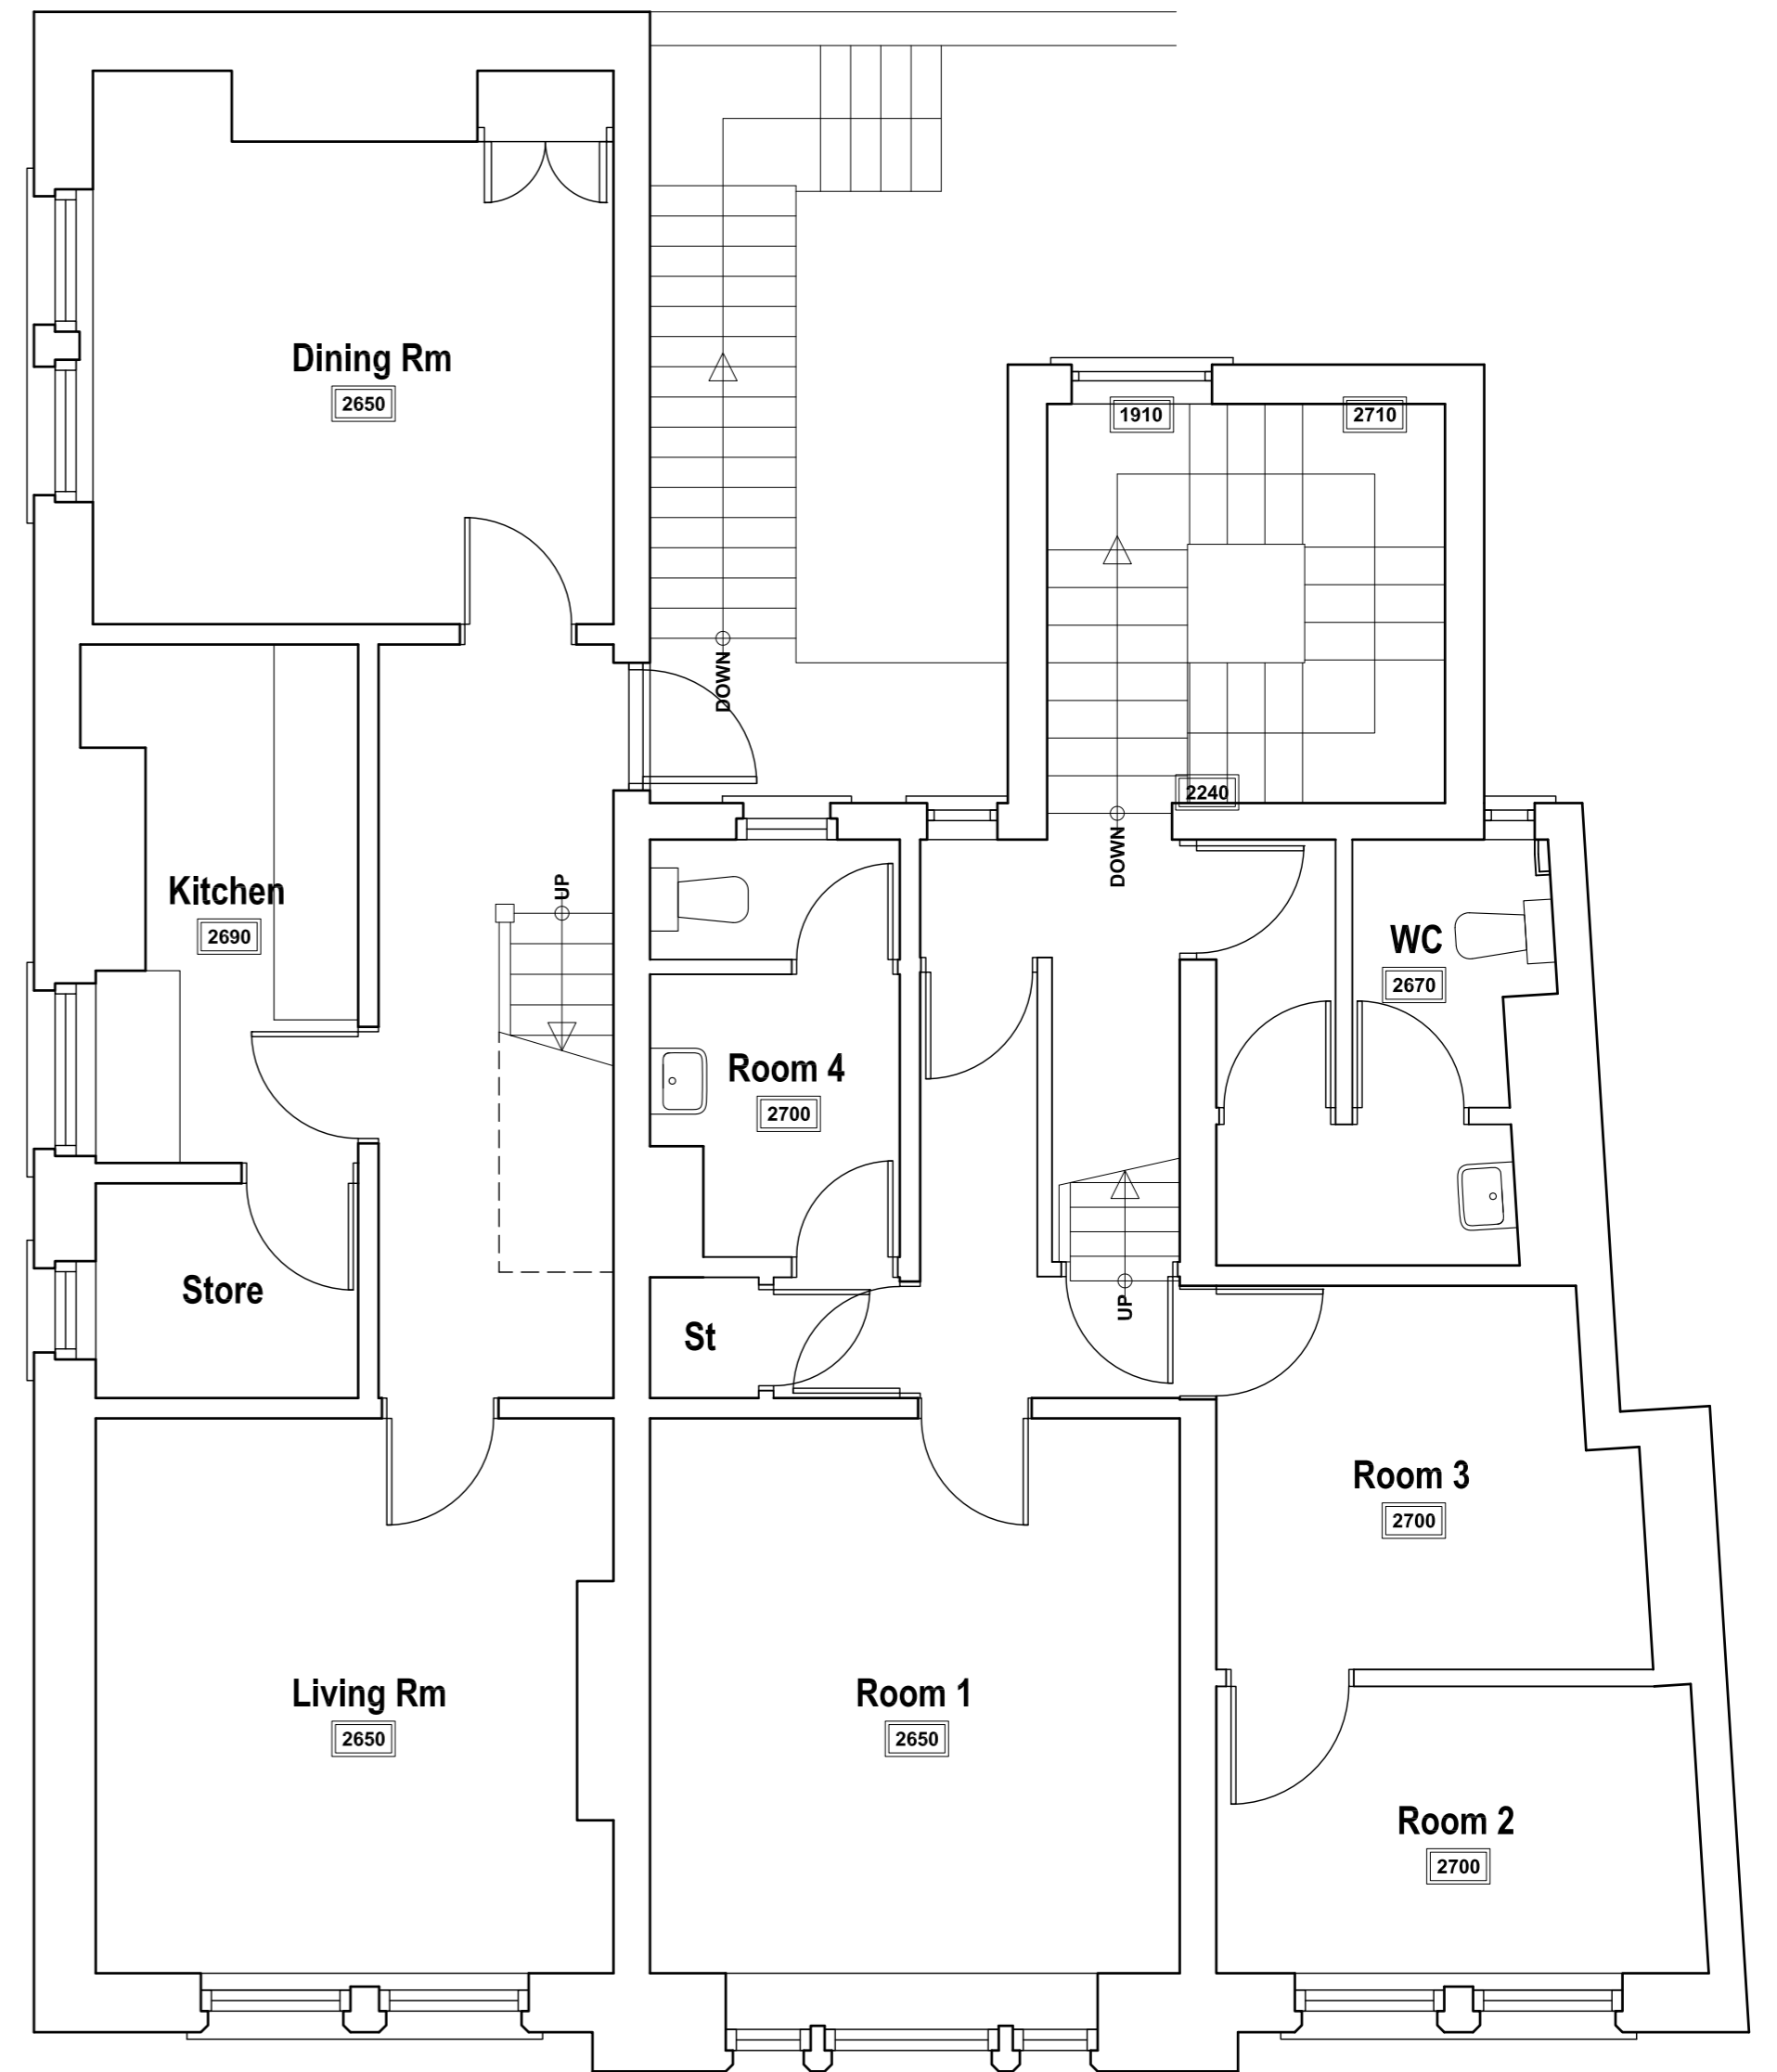 Dining Rm
2650
1910
2710
DOWN
2240
DOWN
Kitchen
2690
UP
WC
2670
Room 4
2700
Store
UP
St
Room 3
2700
Living Rm
2650
Room 1
2650
Room 2
2700